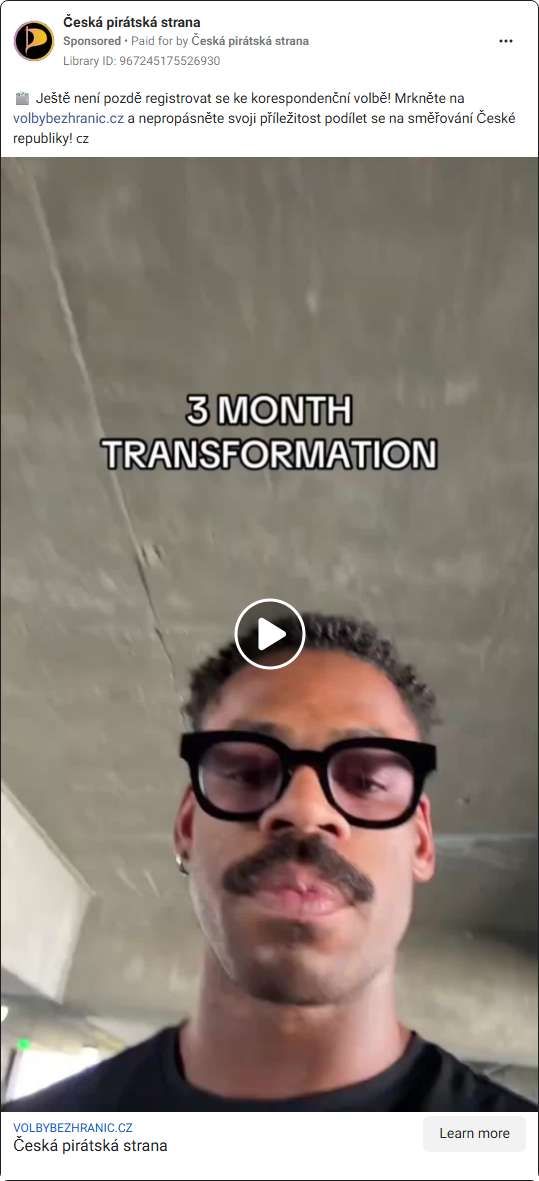 Česká pirátská strana
Sponsored • Paid for by Česká pirátská strana
Library ID: 967245175526930
Ještě není pozdě registrovat se ke korespondenční volbě! Mrkněte na
volbybezhranic.cz a nepropásněte svoji příležitost podílet se na směřování České
republiky! cz
3 MONTH
TRANSFORMATION
VOLBYBEZHRANIC.CZ
Česká pirátská strana
Learn more